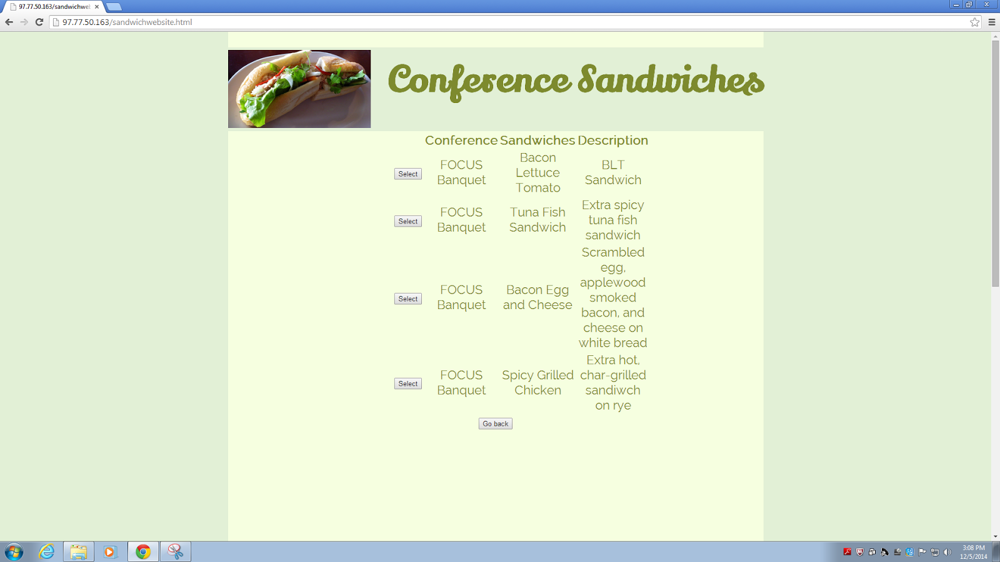 97.77.50.163/sandwichwe
97.77.50.163/sandwichwebsite.html
Conference Sandwiches
Conference Sandwiches Description
Select
FOCUS
Banquet
Bacon
Lettuce
Tomato
BLT
Sandwich
Select
FOCUS
Banquet
Tuna Fish
Sandwich
Extra spicy
tuna fish
sandwich
Select
FOCUS
Banquet
Bacon Egg
and Cheese
Scrambled
egg,
applewood
smoked
bacon, and
cheese on
white bread
Select
FOCUS
Banquet
Spicy Grilled
Chicken
Extra hot,
char-grilled
sandiwch
on rye
Go back
3:08 PM
12/5/2014